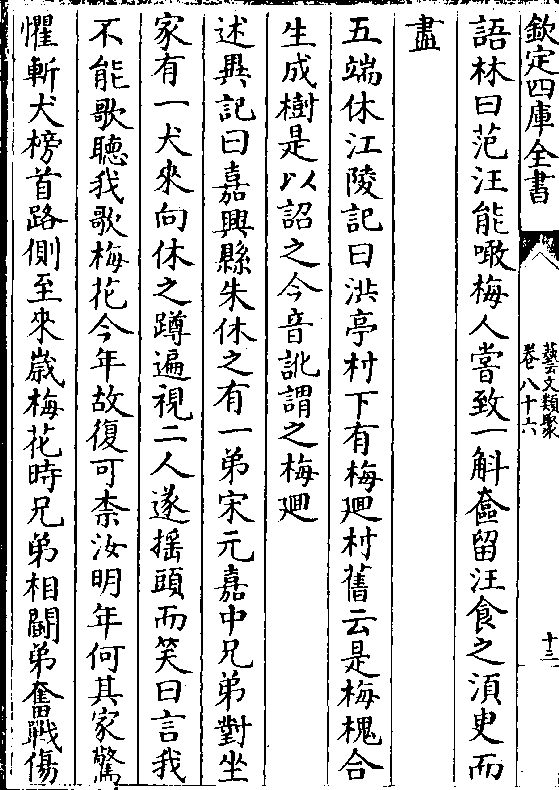 欽定四庫全書
藝文類聚
卷八十六
十三
語林曰范汪能噉梅人嘗致一斛奩留汪食之須臾而
盡
五端休江陵記曰洪亭村下有梅𢌞村舊云是梅槐合
生成樹是以詔之今音訛謂之梅𢌞
述異記曰嘉興縣朱休之有一弟宋元嘉中兄弟對坐
家有一犬來向休之蹲遍視二人遂揺頭而笑曰言我
不能歌聽我歌梅花今年故復可柰汝明年何其家驚
懼斬犬榜首路側至來嵗梅花時兄弟相鬭弟奮戰傷